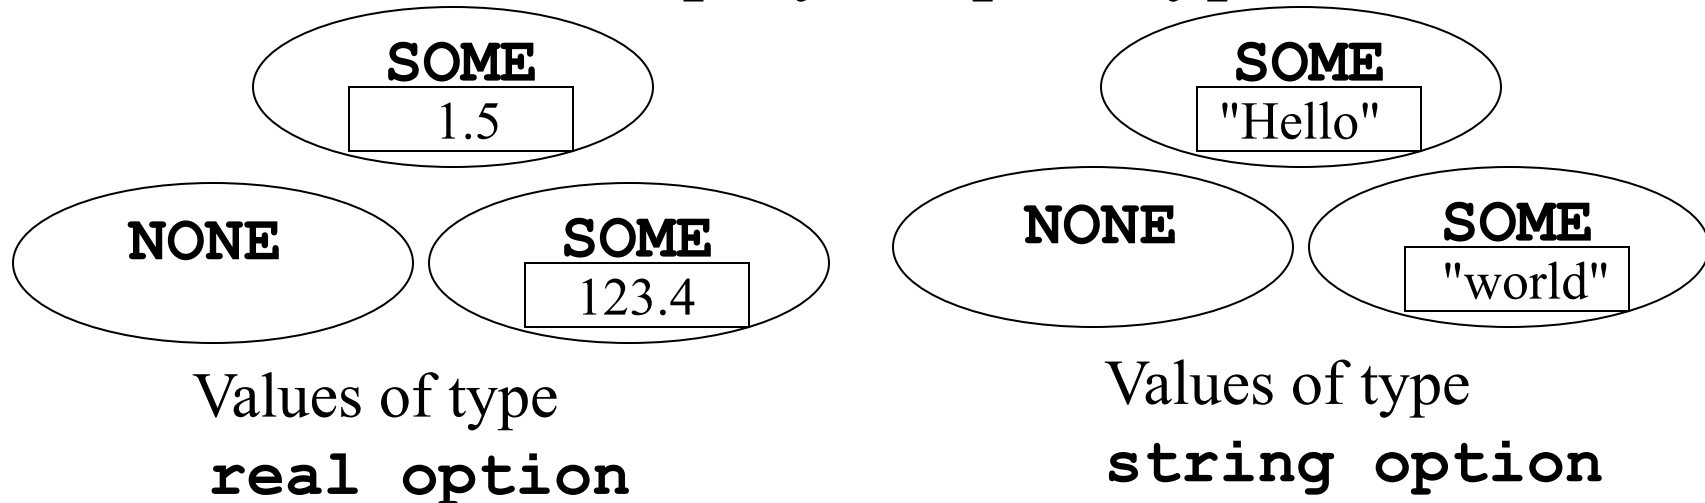 SOME
1.5
NONE
SOME
123.4
Values of type
real option
SOME
"Hello"
NONE
SOME
"world"
Values of type
string option